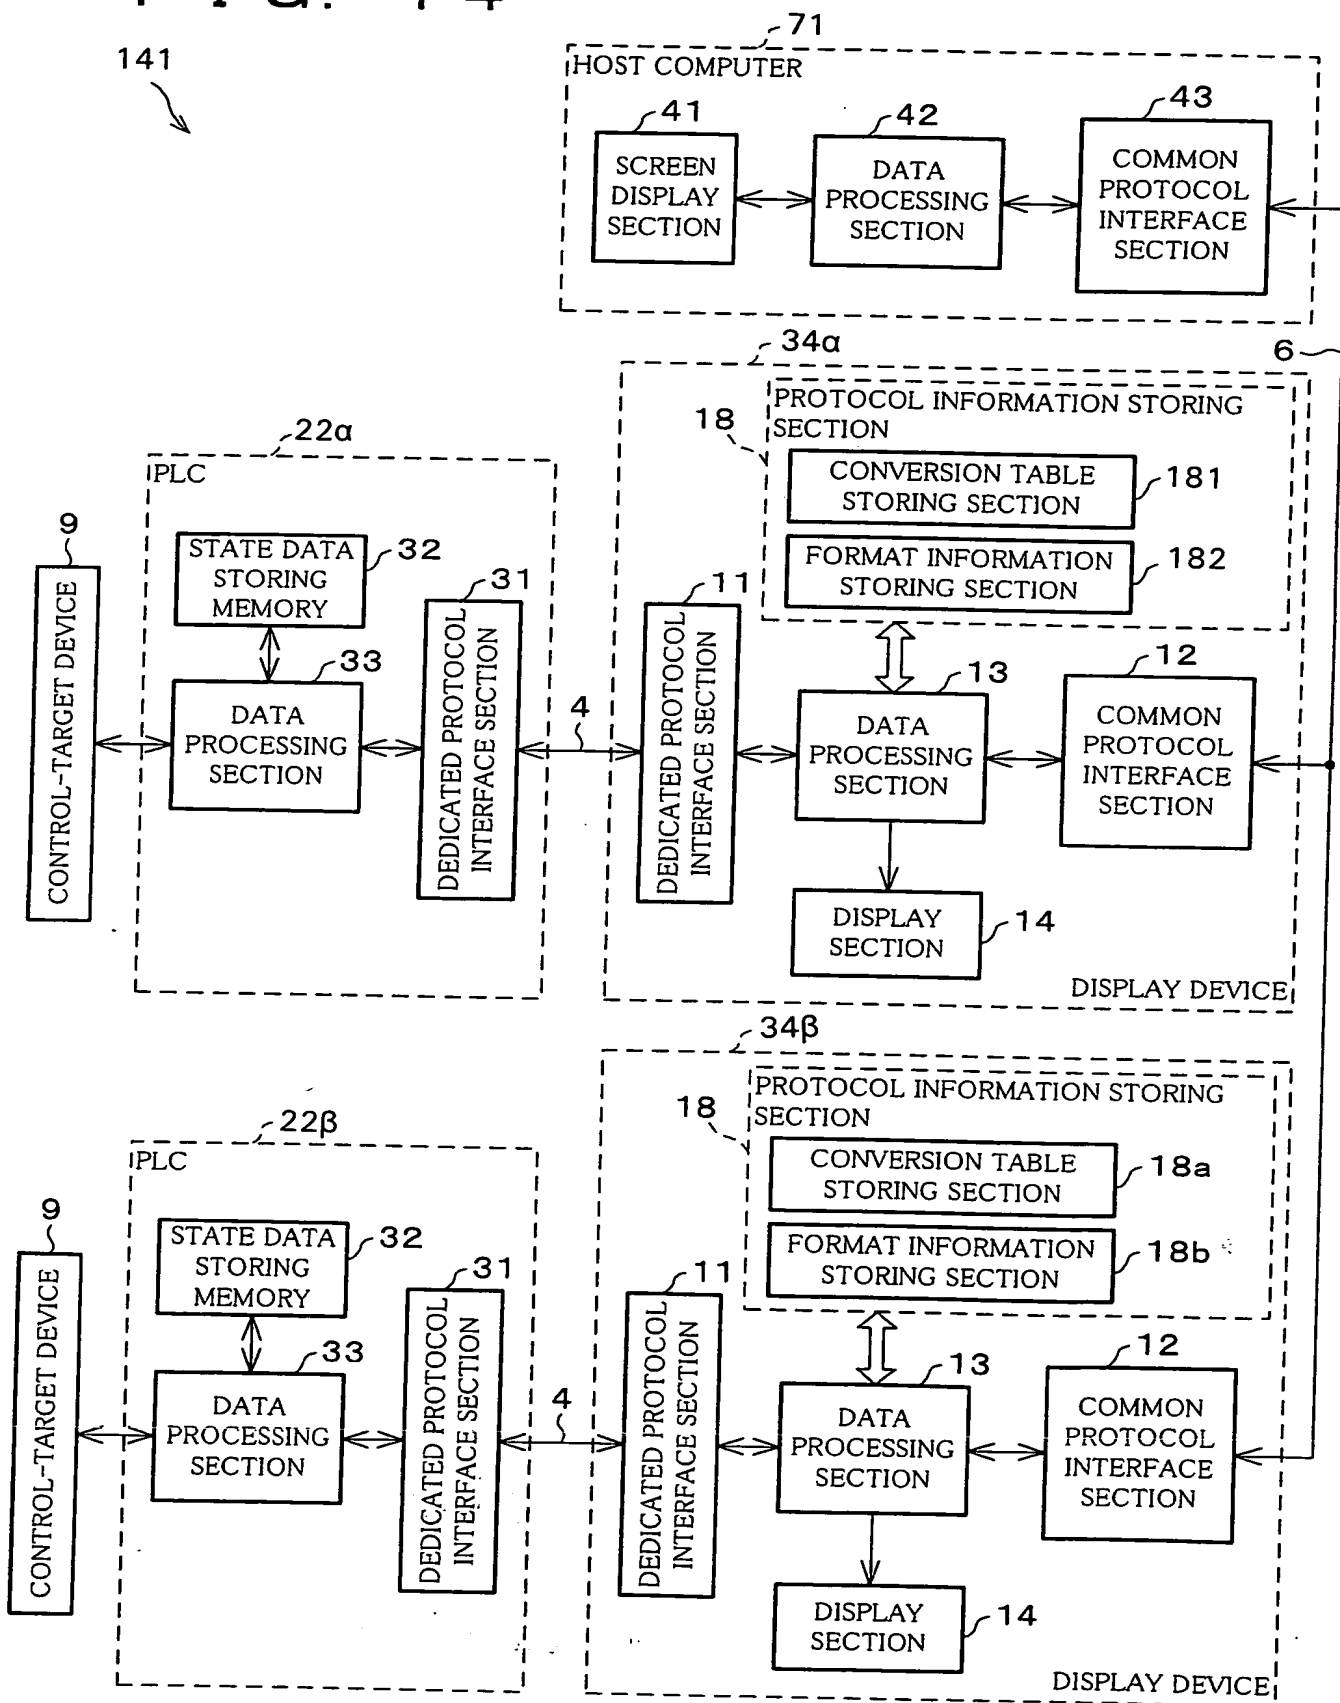 FIG. 14
141
71
HOST COMPUTER
41
SCREEN
DISPLAY
SECTION
42
DATA
PROCESSING
SECTION
43
COMMON
PROTOCOL
INTERFACE
SECTION
6
34α
18
PROTOCOL INFORMATION STORING
SECTION
CONVERSION TABLE
STORING SECTION
181
FORMAT INFORMATION
STORING SECTION
182
22α
PLC
9
CONTROL-TARGET DEVICE
STATE DATA
STORING
MEMORY
32
33
DATA
PROCESSING
SECTION
31
DEDICATED PROTOCOL
INTERFACE SECTION
4
11
DEDICATED PROTOCOL
INTERFACE SECTION
13
DATA
PROCESSING
SECTION
12
COMMON
PROTOCOL
INTERFACE
SECTION
DISPLAY
SECTION
14
DISPLAY DEVICE
34β
18
PROTOCOL INFORMATION STORING
SECTION
CONVERSION TABLE
STORING SECTION
18a
FORMAT INFORMATION
STORING SECTION
18b
22β
PLC
9
CONTROL-TARGET DEVICE
STATE DATA
STORING
MEMORY
32
33
DATA
PROCESSING
SECTION
31
DEDICATED PROTOCOL
INTERFACE SECTION
4
11
DEDICATED PROTOCOL
INTERFACE SECTION
13
DATA
PROCESSING
SECTION
12
COMMON
PROTOCOL
INTERFACE
SECTION
DISPLAY
SECTION
14
DISPLAY DEVICE